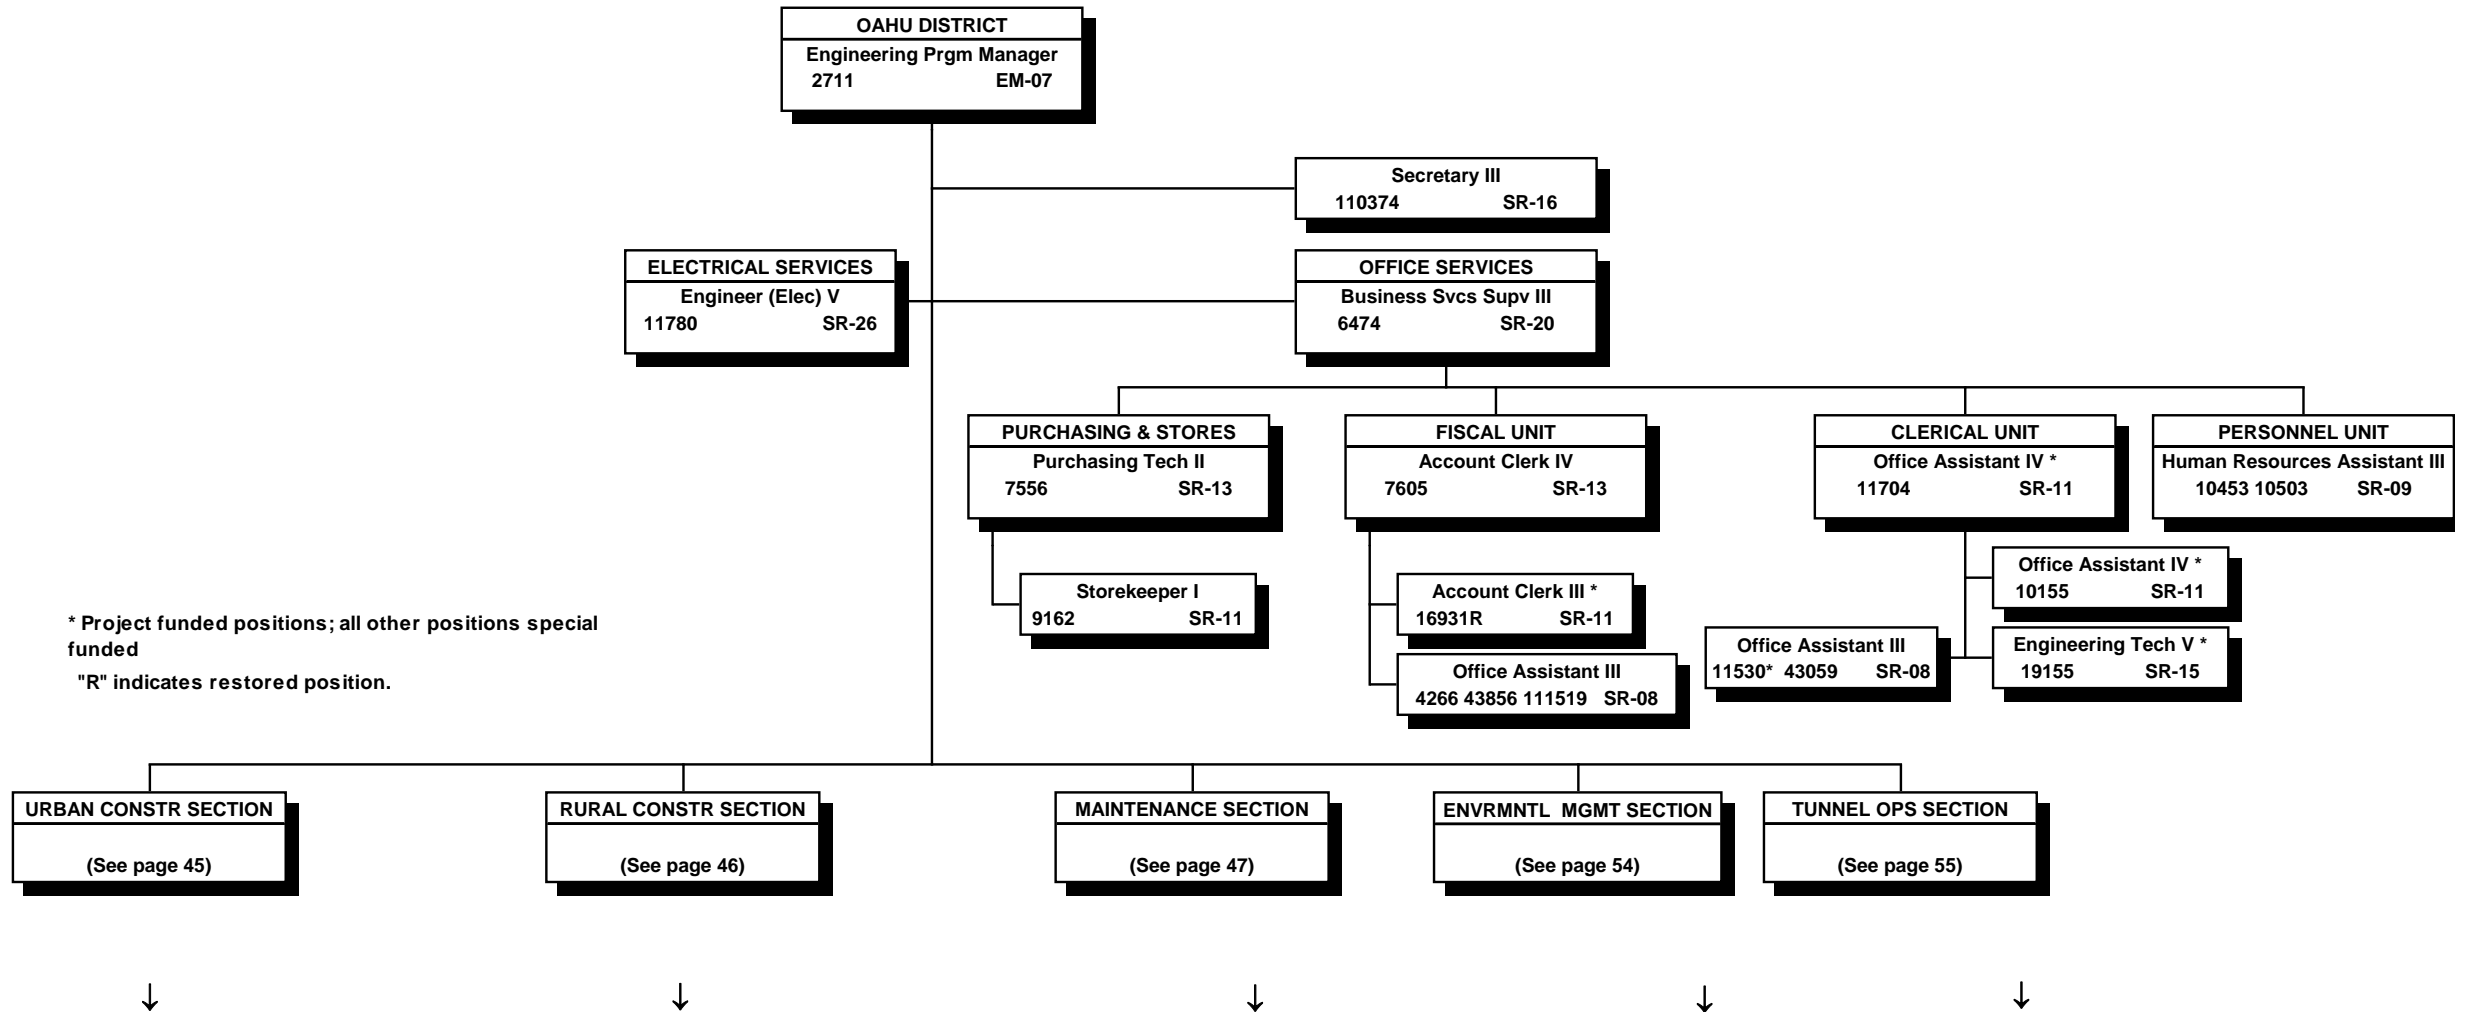 OAHU DISTRICT
Engineering Prgm Manager
2711 EM-07
Secretary III
110374 SR-16
ELECTRICAL SERVICES
Engineer (Elec) V
11780 SR-26
OFFICE SERVICES
Business Svcs Supv III
6474 SR-20
PURCHASING & STORES
Purchasing Tech II
7556 SR-13
FISCAL UNIT
Account Clerk IV
7605 SR-13
CLERICAL UNIT
Office Assistant IV *
11704 SR-11
PERSONNEL UNIT
Human Resources Assistant III
10453 10503 SR-09
Storekeeper I
9162 SR-11
Account Clerk III *
16931R SR-11
Office Assistant III
4266 43856 111519 SR-08
Office Assistant IV *
10155 SR-11
Office Assistant III
11530* 43059 SR-08
Engineering Tech V *
19155 SR-15
* Project funded positions; all other positions special
funded
"R" indicates restored position.
URBAN CONSTR SECTION
(See page 45)
RURAL CONSTR SECTION
(See page 46)
MAINTENANCE SECTION
(See page 47)
ENVRMNTL MGMT SECTION
(See page 54)
TUNNEL OPS SECTION
(See page 55)